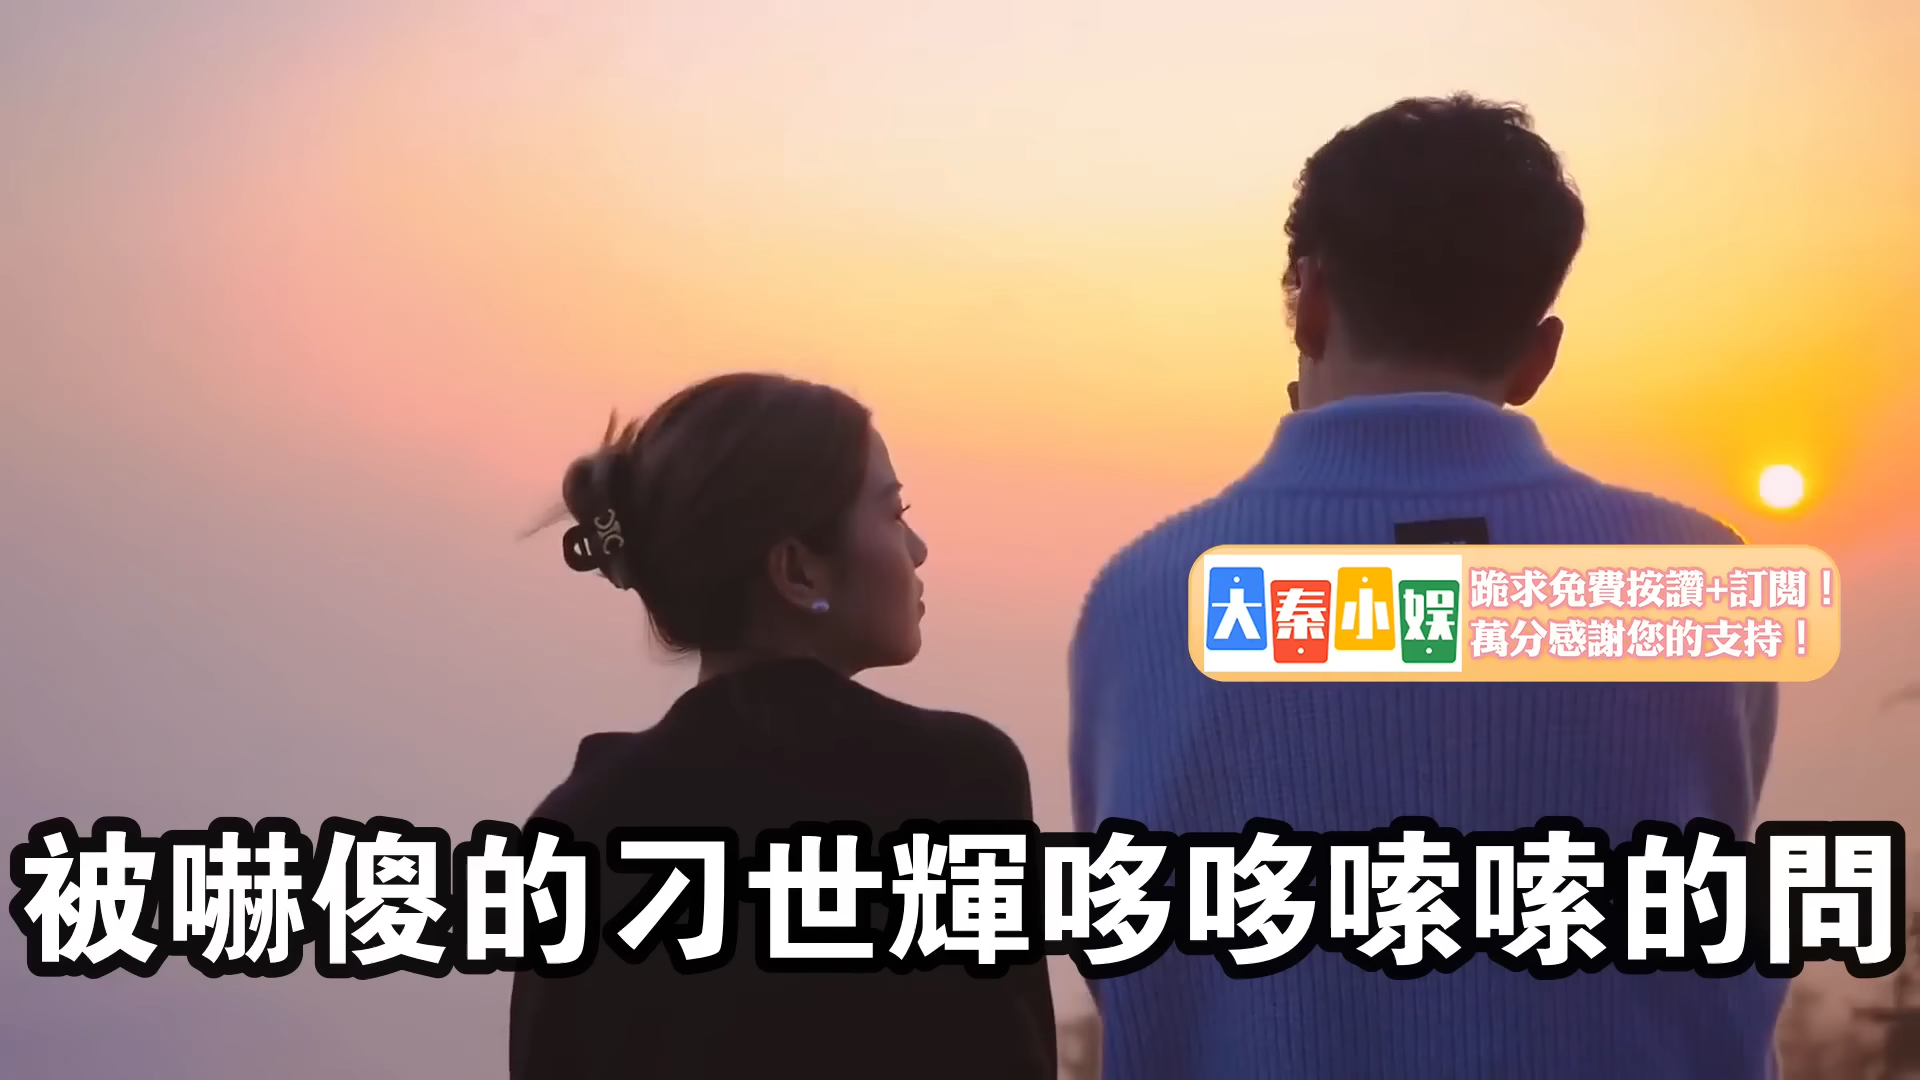 大秦小娱
跪求免費按讚+訂閱！
萬分感謝您的支持！
被嚇傻的刁世輝哆哆嗦嗦的問